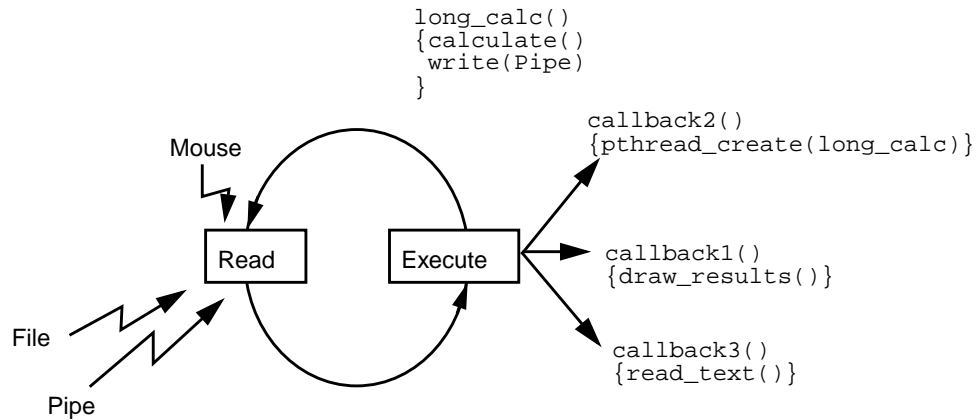 long_calc()
{calculate()
write(Pipe)
}
callback2()
{pthread_create(long_calc)}
Mouse
Read
Execute
callback1()
{draw_results()}
File
callback3()
{read_text()}
Pipe